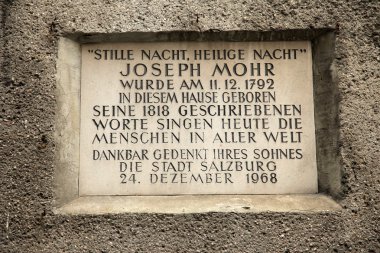 "STILLE NACHT, HEILIGE NACHT"
JOSEPH MOHR
WURDE AM 11. 12. 1792
IN DIESEM HAUSE GEBOREN
SEINE 1818 GESCHRIEBENEN
WORTE SINGEN HEUTE DIE
MENSCHEN IN ALLER WELT
DANKBAR GEDENKT IHRES SOHNES
DIE STADT SALZBURG
24. DEZEMBER 1968